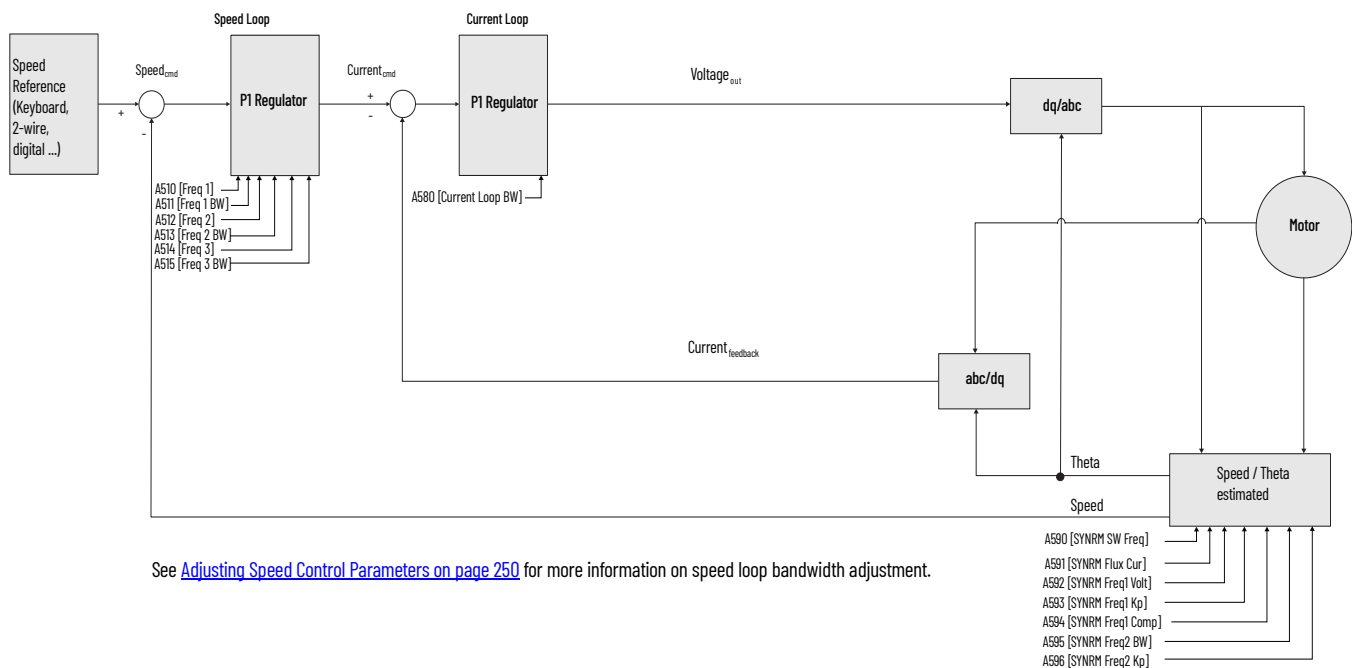 Speed Loop
Current Loop
Speed
Reference
(Keyboard,
2-wire,
digital ...)
Speedcmd
+
-
P1 Regulator
Currentcmd
+
-
P1 Regulator
Voltageout
dq/abc
A510 [Freq 1]
A511 [Freq 1 BW]
A512 [Freq 2]
A513 [Freq 2 BW]
A514 [Freq 3]
A515 [Freq 3 BW]
A580 [Current Loop BW]
Motor
Currentfeedback
abc/dq
Theta
Speed
Speed / Theta
estimated
A590 [SYNRM SW Freq]
A591 [SYNRM Flux Cur]
A592 [SYNRM Freq1 Volt]
A593 [SYNRM Freq1 Kp]
A594 [SYNRM Freq1 Comp]
A595 [SYNRM Freq2 BW]
A596 [SYNRM Freq2 Kp]
See Adjusting Speed Control Parameters on page 250 for more information on speed loop bandwidth adjustment.